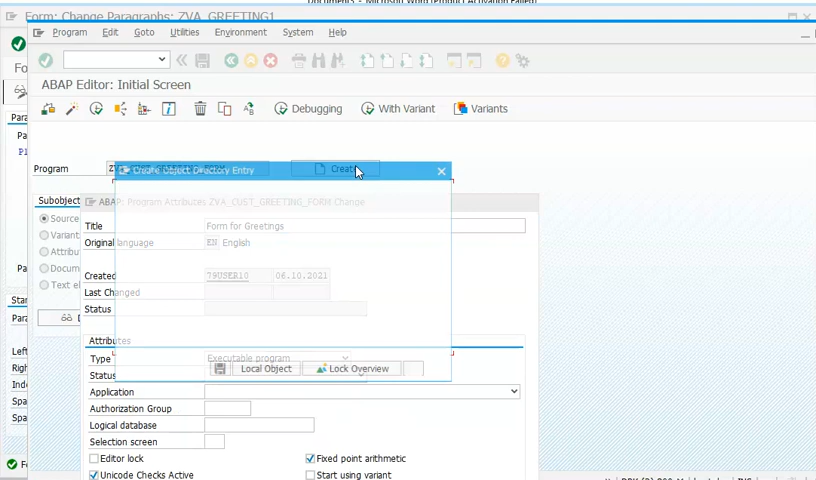 Form: Change Paragraphs: ZVA_GREETING1
Program Edit Goto Utilities Environment System Help
ABAP Editor: Initial Screen
Debugging With Variant Variants
Program
Create
Create Object Directory Entry
Subobject
ABAP: Program Attributes ZVA_CUST_GREETING_FORM Change
Source
Title Form for Greetings
Original language EN English
Created 79USER10 06.10.2021
Last Changed
Status
Attributes
Type Executable program
Local Object Lock Overview
Status
Application
Authorization Group
Logical database
Selection screen
Editor lock Fixed point arithmetic
Unicode Checks Active Start using variant